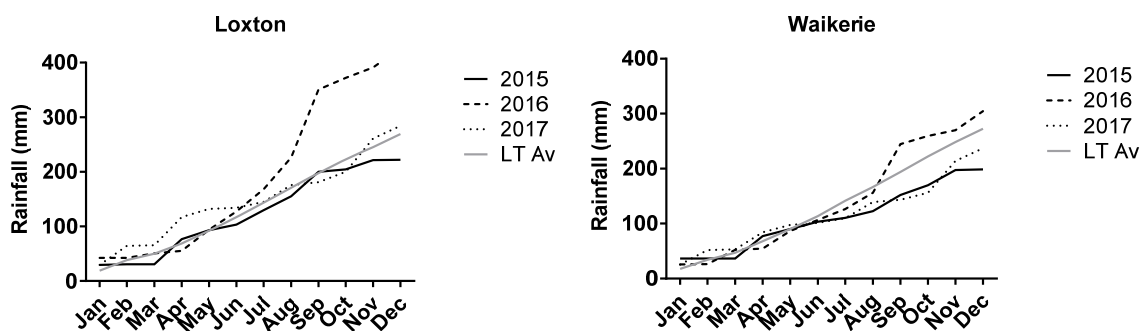 Loxton
Rainfall (mm)
400
300
200
100
0
Jan
Feb
Mar
Apr
May
Jun
Jul
Aug
Sep
Oct
Nov
Dec
2015
2016
2017
LT Av
Waikerie
Rainfall (mm)
400
300
200
100
0
Jan
Feb
Mar
Apr
May
Jun
Jul
Aug
Sep
Oct
Nov
Dec
2015
2016
2017
LT Av